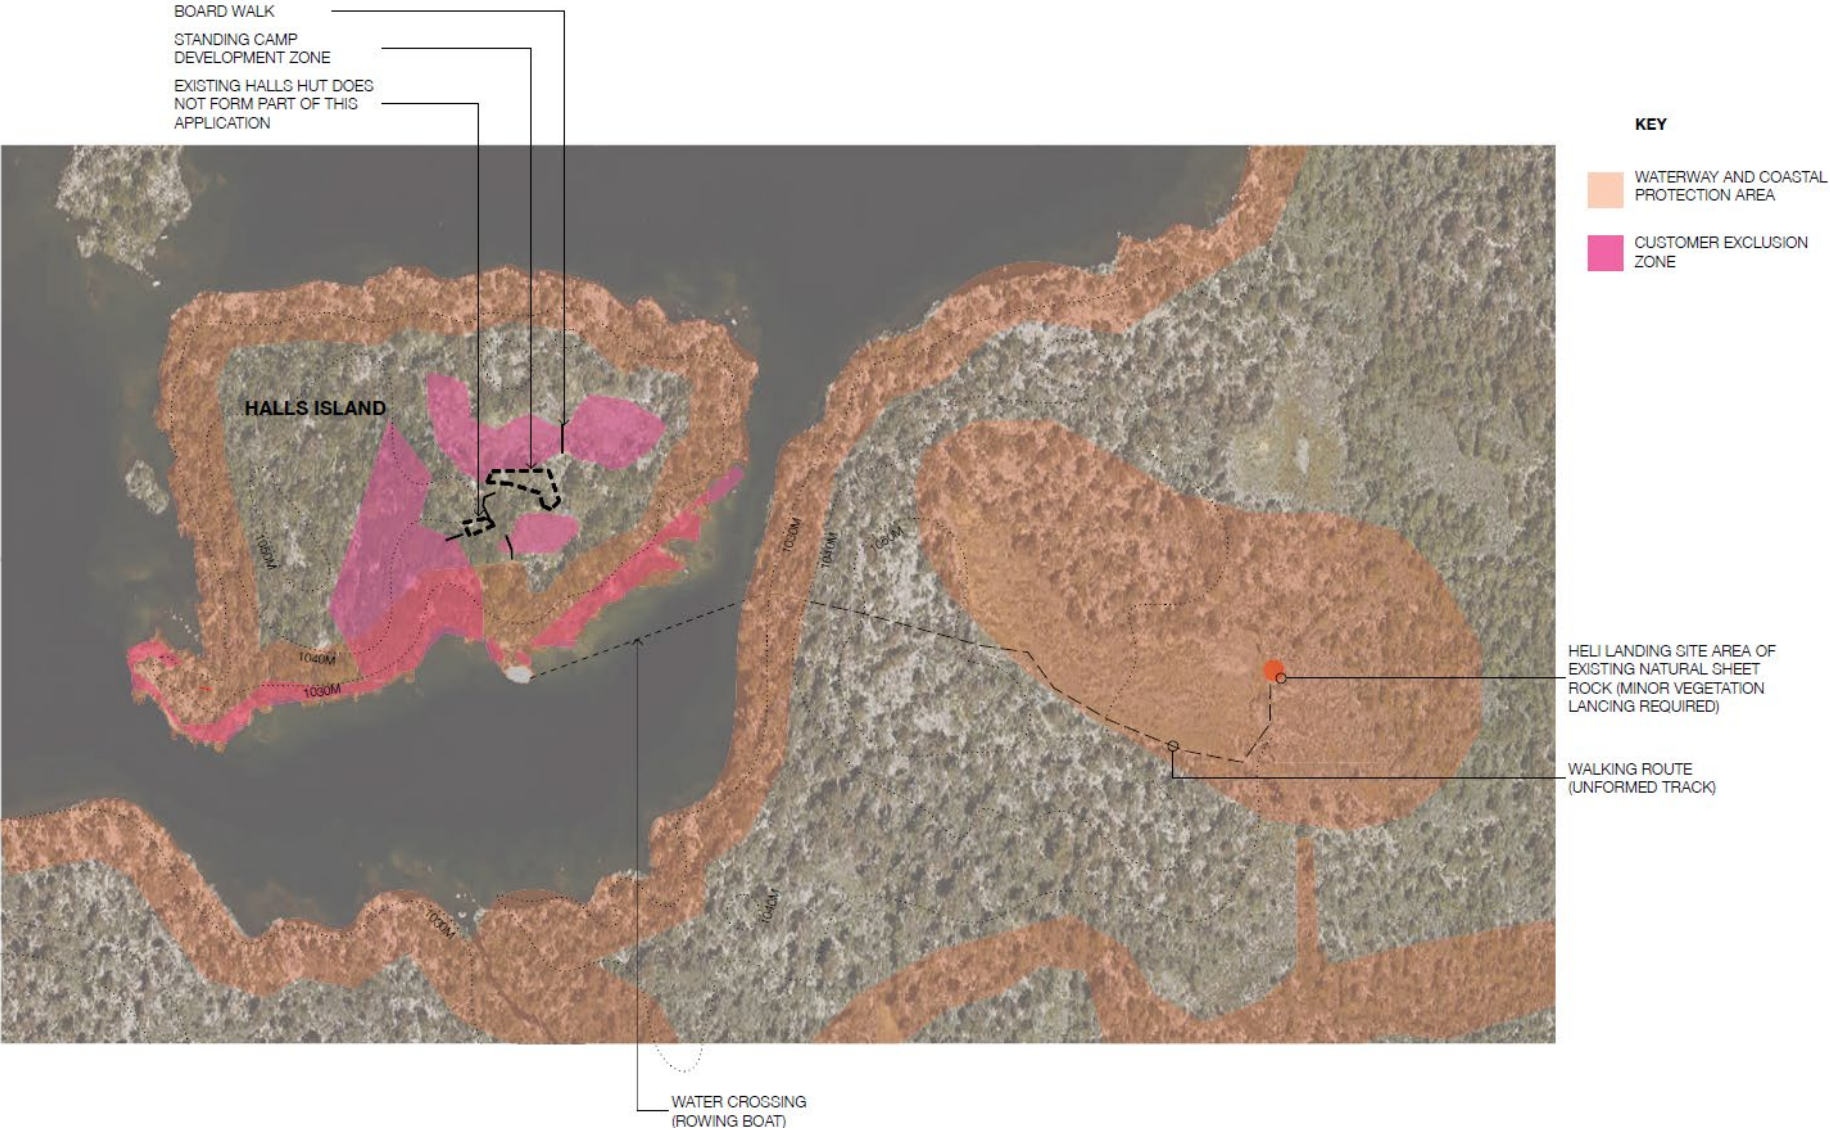 BOARD WALK
STANDING CAMP
DEVELOPMENT ZONE
EXISTING HALLS HUT DOES
NOT FORM PART OF THIS
APPLICATION
KEY
WATERWAY AND COASTAL
PROTECTION AREA
CUSTOMER EXCLUSION
ZONE
HALLS ISLAND
1050M
1040M
1030M
1030M
1040M
1050M
HELI LANDING SITE AREA OF
EXISTING NATURAL SHEET
ROCK (MINOR VEGETATION
LANCING REQUIRED)
WALKING ROUTE
(UNFORMED TRACK)
1030M
1040M
WATER CROSSING
(ROWING BOAT)